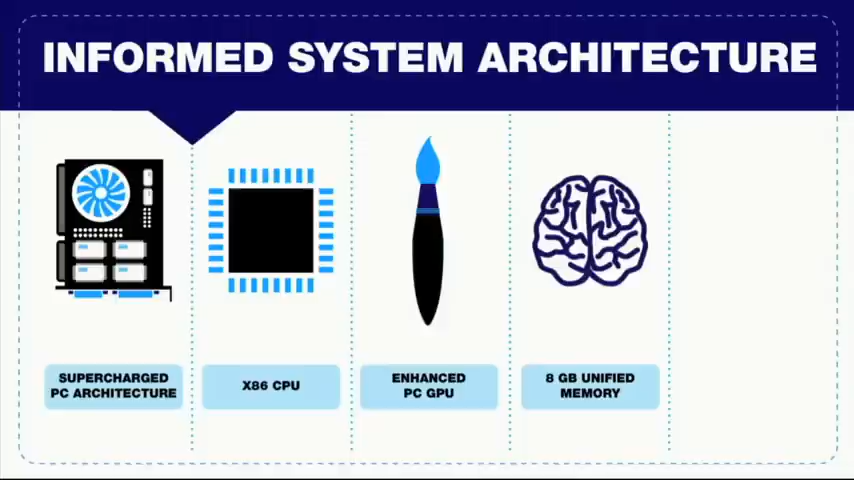 INFORMED SYSTEM ARCHITECTURE
SUPERCHARGED
PC ARCHITECTURE
X86 CPU
ENHANCED
PC GPU
8 GB UNIFIED
MEMORY